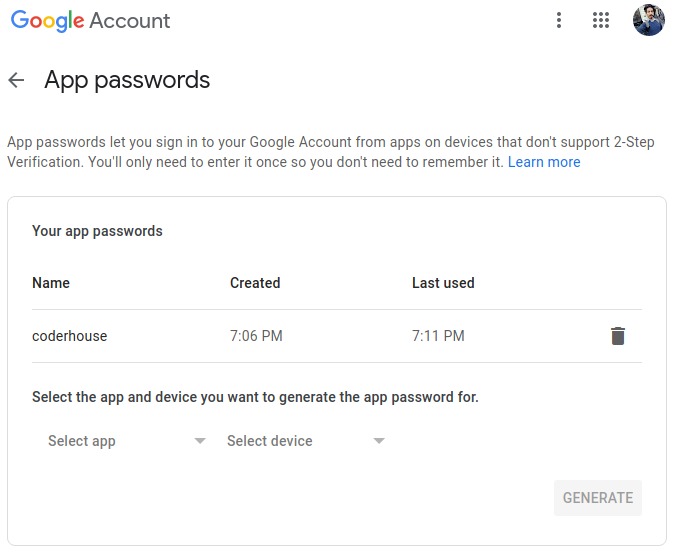 Google Account
App passwords
App passwords let you sign in to your Google Account from apps on devices that don't support 2-Step
Verification. You'll only need to enter it once so you don't need to remember it. Learn more
Your app passwords
Name Created Last used
coderhouse 7:06 PM 7:11 PM
Select the app and device you want to generate the app password for.
Select app Select device
GENERATE